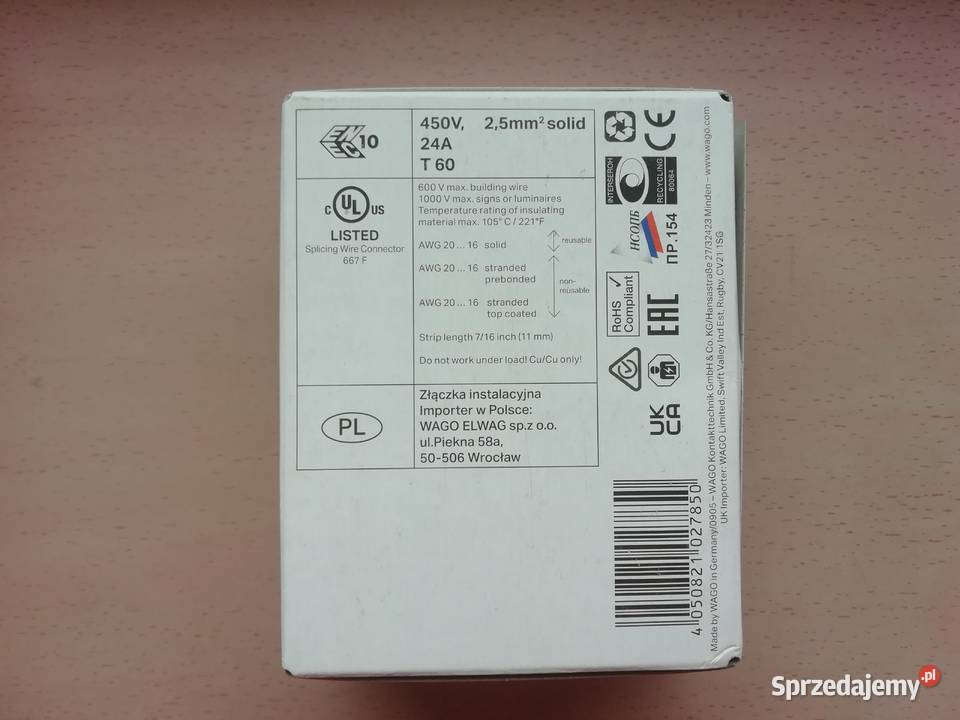 ENEC 10
450V, 2,5mm² solid
24A
T 60
C UL US
LISTED
Splicing Wire Connector
667 F
600 V max. building wire
1000 V max. signs or luminaires
Temperature rating of insulating
material max. 105° C / 221°F
AWG 20 ... 16 solid
reusable
AWG 20 ... 16 stranded
prebonded
non-
reusable
AWG 20 ... 16 stranded
top coated
Strip length 7/16 inch (11 mm)
Do not work under load! Cu/Cu only!
PL
Złączka instalacyjna
Importer w Polsce:
WAGO ELWAG sp.z o.o.
ul.Piekna 58a,
50-506 Wrocław
CE
INTERSEROH
RECYCLING
80064
НСОПБ
ПР.154
RoHS ✓
Compliant
EAC
UK
CA
4 050821 027850
Made by WAGO in Germany/0905 – WAGO Kontakttechnik GmbH & Co. KG/Hansastraße 27/32423 Minden – www.wago.com
UK Importer: WAGO Limited, Swift Valley Ind Est, Rugby, CV21 1SG
Sprzedajemy.pl